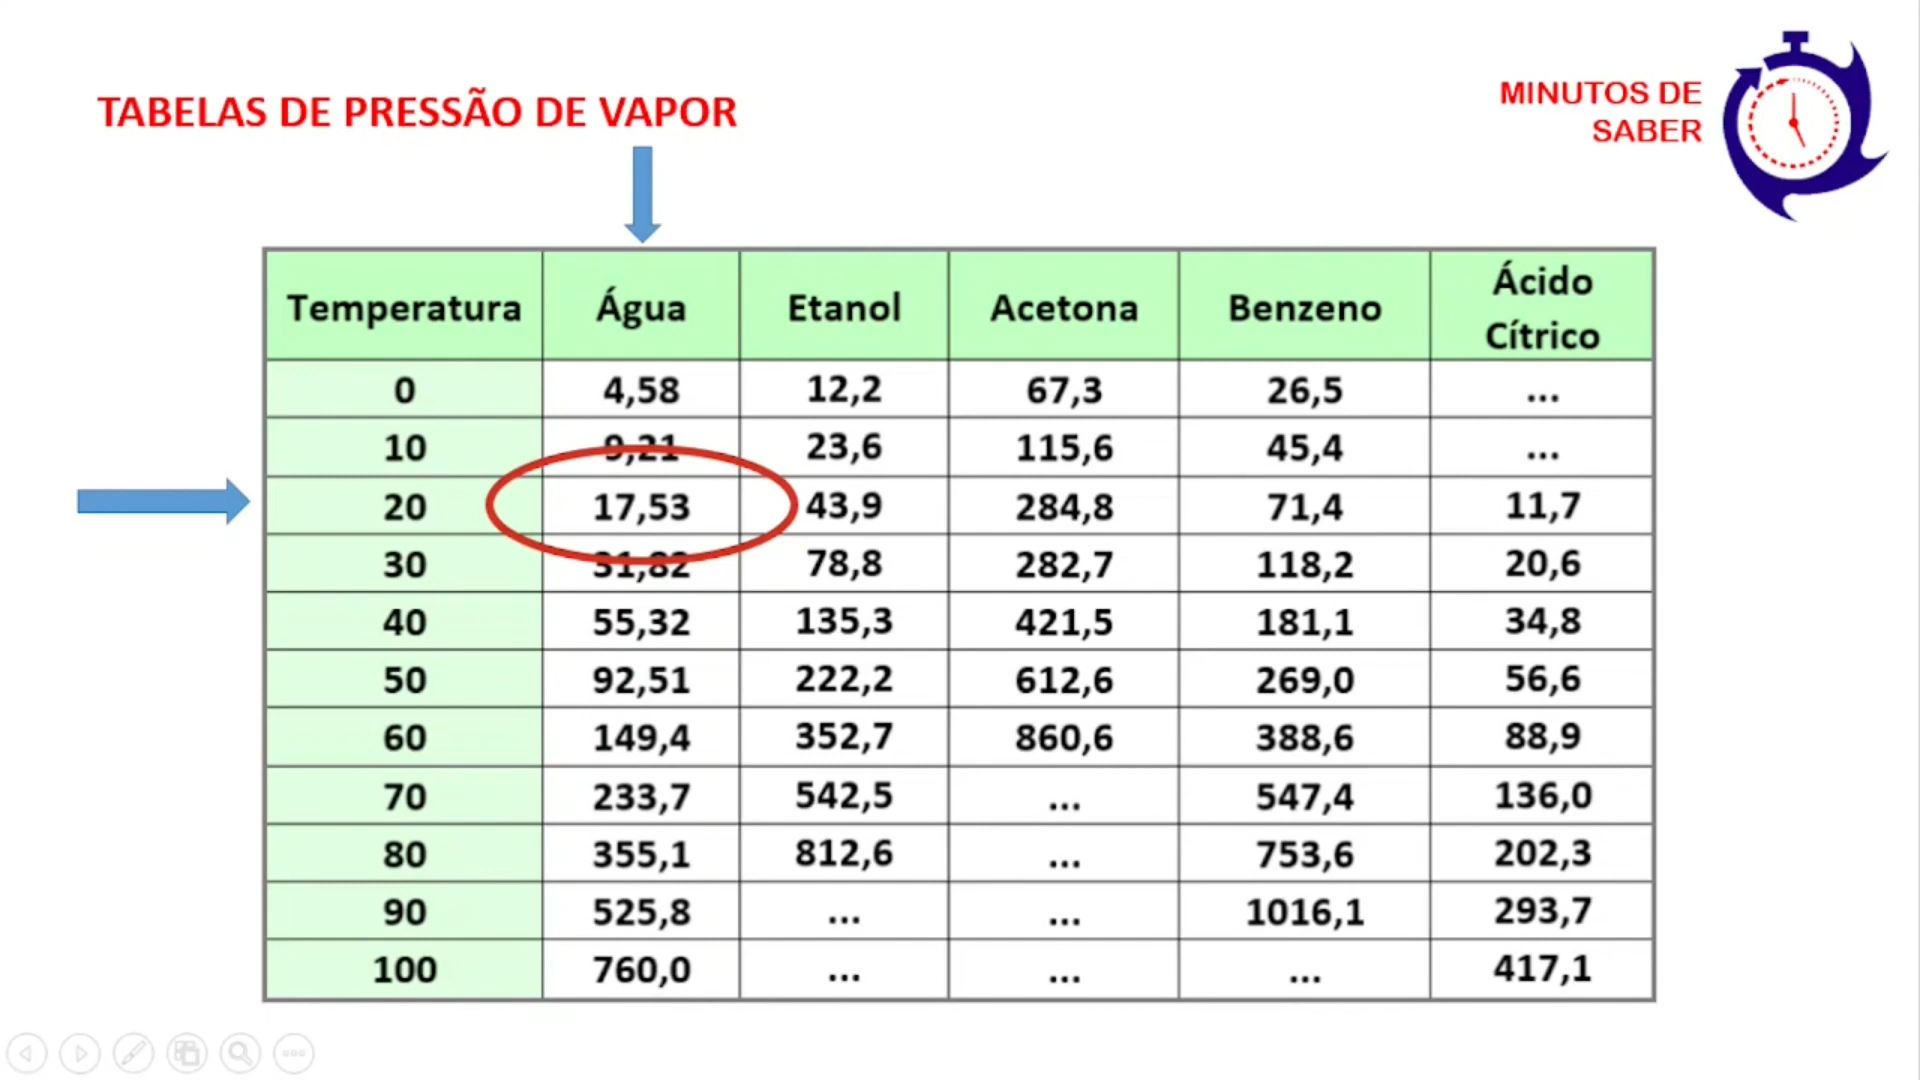 TABELAS DE PRESSÃO DE VAPOR
MINUTOS DE
SABER
Temperatura Água Etanol Acetona Benzeno Ácido Cítrico
0 4,58 12,2 67,3 26,5 ...
10 9,21 23,6 115,6 45,4 ...
20 17,53 43,9 284,8 71,4 11,7
30 31,82 78,8 282,7 118,2 20,6
40 55,32 135,3 421,5 181,1 34,8
50 92,51 222,2 612,6 269,0 56,6
60 149,4 352,7 860,6 388,6 88,9
70 233,7 542,5 ... 547,4 136,0
80 355,1 812,6 ... 753,6 202,3
90 525,8 ... ... 1016,1 293,7
100 760,0 ... ... ... 417,1